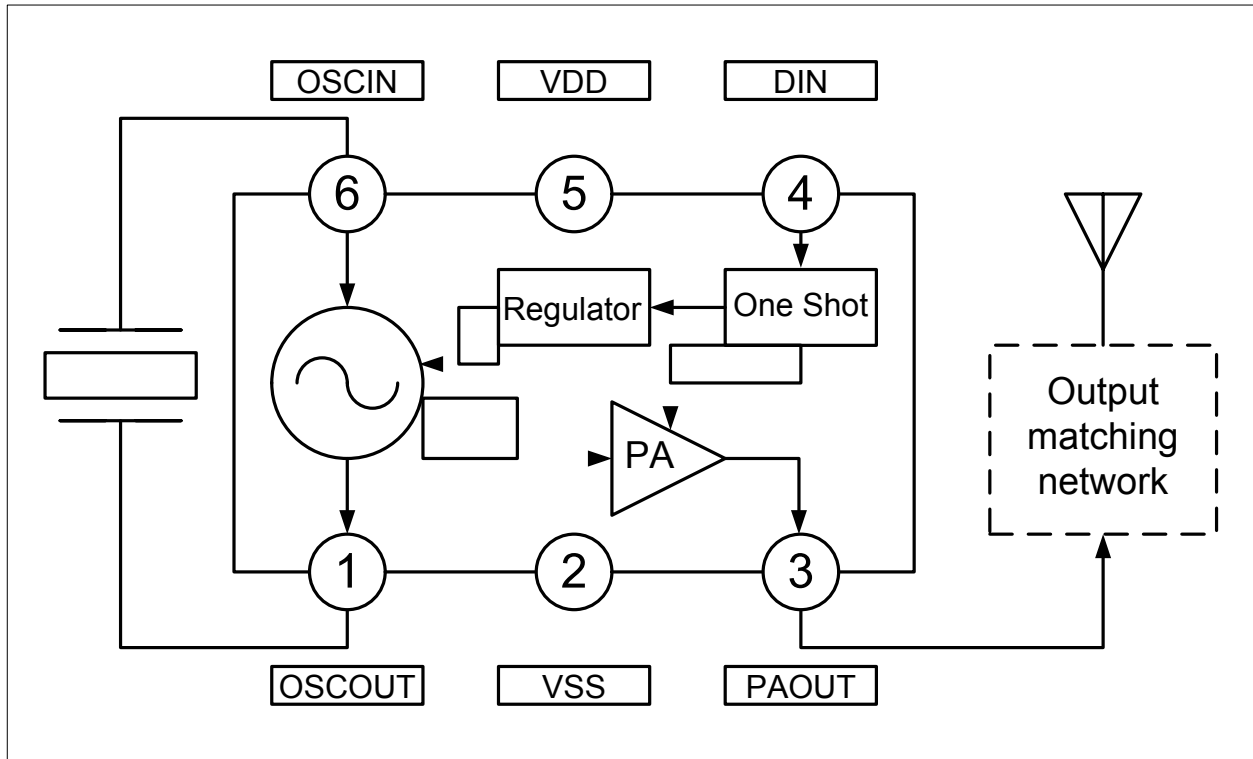 OSCIN
VDD
DIN
6
5
4
Regulator
One Shot
PA
Output
matching
network
1
2
3
OSCOUT
VSS
PAOUT